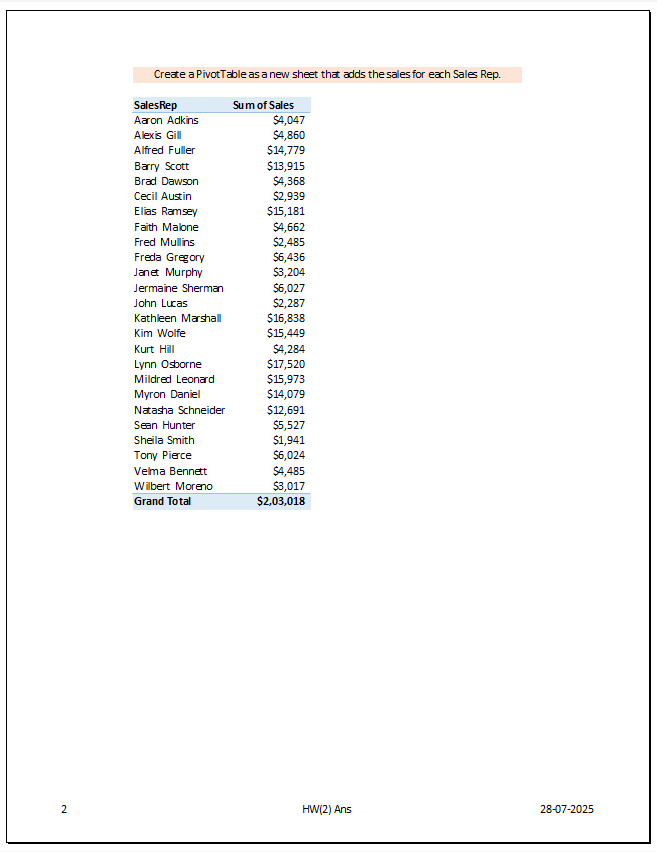 Create a PivotTable as a new sheet that adds the sales for each Sales Rep.
SalesRep Sum of Sales
Aaron Adkins $4,047
Alexis Gill $4,860
Alfred Fuller $14,779
Barry Scott $13,915
Brad Dawson $4,368
Cecil Austin $2,939
Elias Ramsey $15,181
Faith Malone $4,662
Fred Mullins $2,485
Freda Gregory $6,436
Janet Murphy $3,204
Jermaine Sherman $6,027
John Lucas $2,287
Kathleen Marshall $16,838
Kim Wolfe $15,449
Kurt Hill $4,284
Lynn Osborne $17,520
Mildred Leonard $15,973
Myron Daniel $14,079
Natasha Schneider $12,691
Sean Hunter $5,527
Sheila Smith $1,941
Tony Pierce $6,024
Velma Bennett $4,485
Wilbert Moreno $3,017
Grand Total $2,03,018
2 HW(2) Ans 28-07-2025